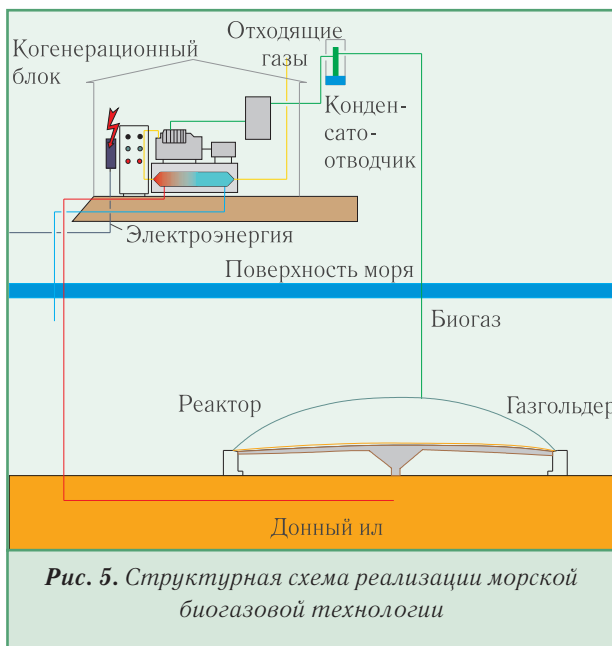 Когенерационный
блок
Отходящие
газы
Конден-
сато-
отводчик
Электроэнергия
Поверхность моря
Биогаз
Реактор
Газгольдер
Донный ил
Рис. 5. Структурная схема реализации морской
биогазовой технологии